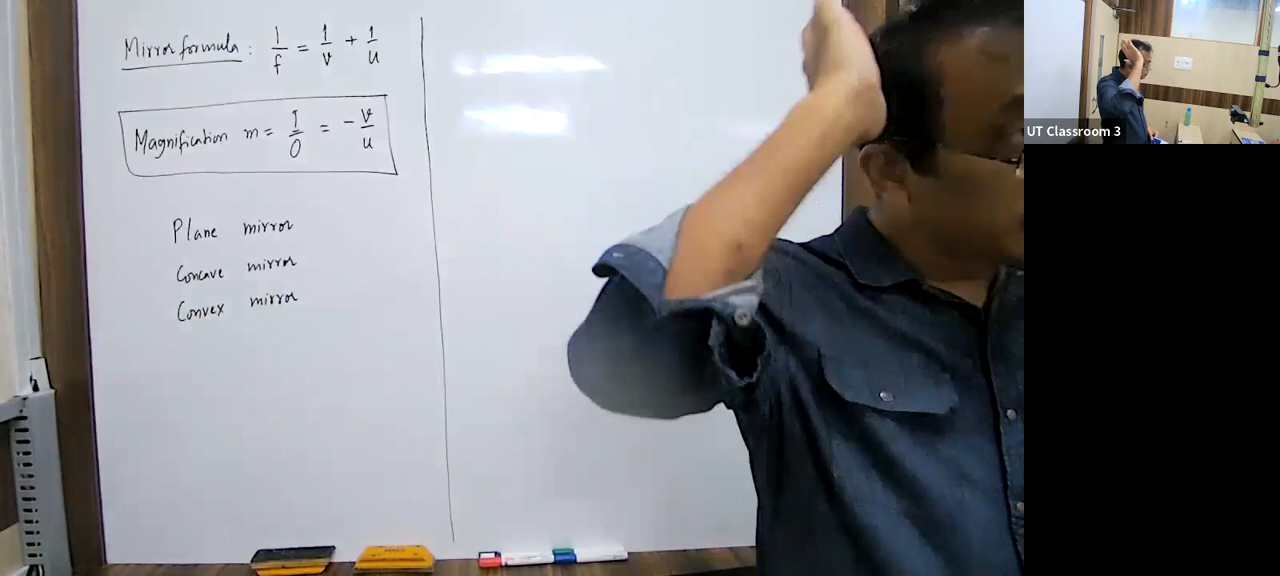 Mirror formula : 1/f = 1/v + 1/u
Magnification m = I/O = - v/u
Plane mirror
Concave mirror
Convex mirror
UT Classroom 3